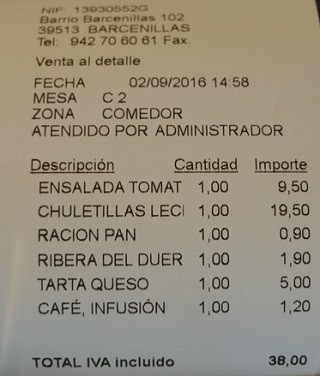 NIF: 13930552G
Barrio Barcenillas 102
39513 BARCENILLAS
Tel: 942 70 60 61 Fax.
Venta al detalle
FECHA 02/09/2016 14:58
MESA C 2
ZONA COMEDOR
ATENDIDO POR ADMINISTRADOR
Descripción Cantidad Importe
ENSALADA TOMAT 1,00 9,50
CHULETILLAS LECI 1,00 19,50
RACION PAN 1,00 0,90
RIBERA DEL DUER 1,00 1,90
TARTA QUESO 1,00 5,00
CAFÉ, INFUSIÓN 1,00 1,20
TOTAL IVA incluido 38,00